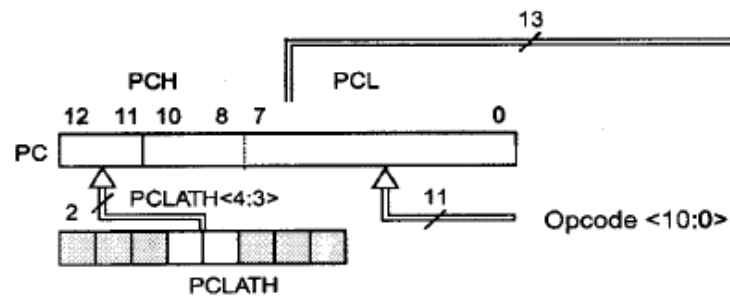 13
PCH PCL
12 11 10 8 7 0
PC
2 PCLATH<4:3> 11 Opcode <10:0>
PCLATH